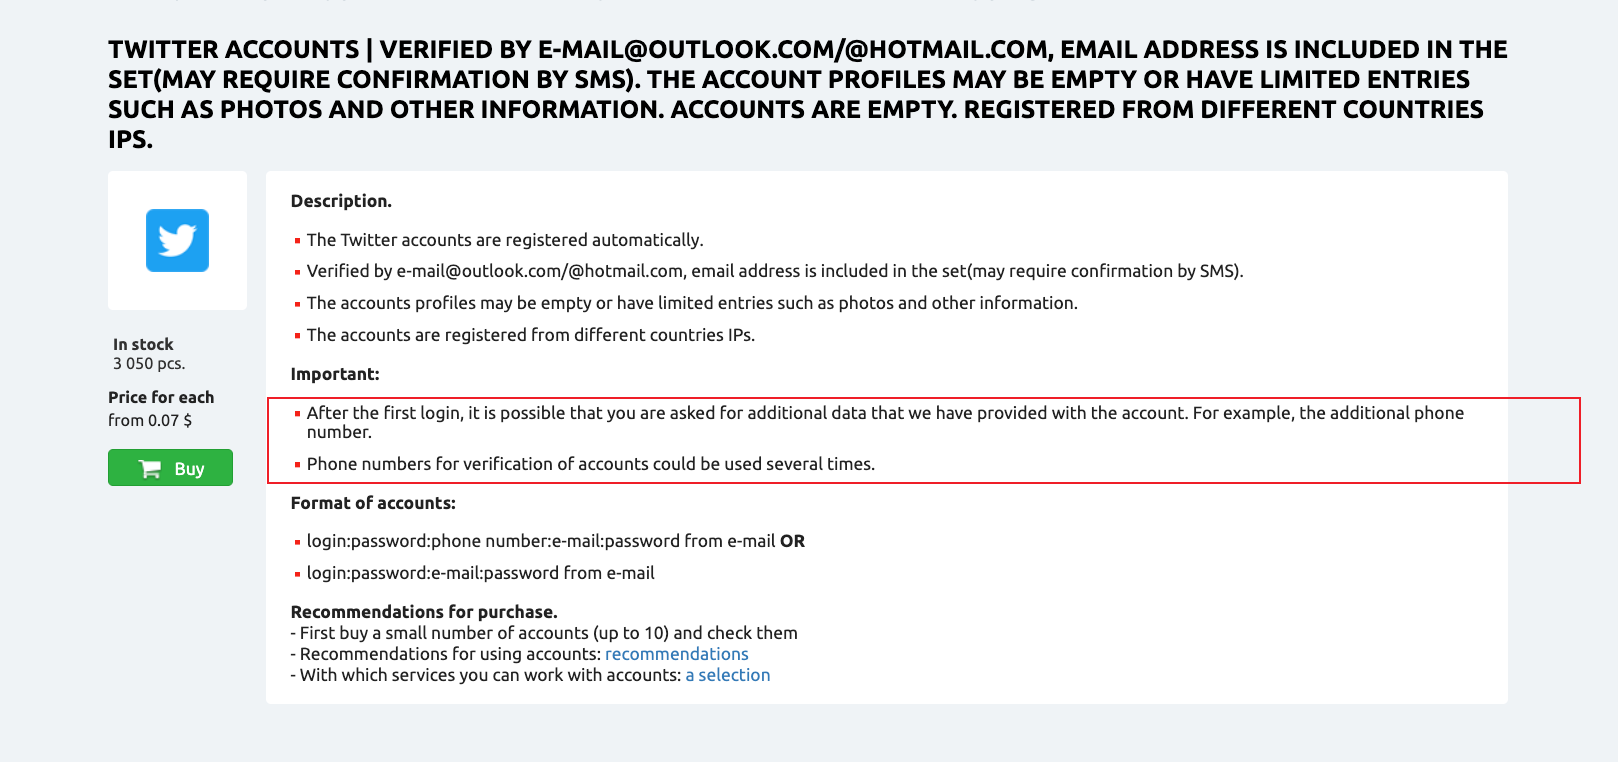 TWITTER ACCOUNTS | VERIFIED BY E-MAIL@OUTLOOK.COM/@HOTMAIL.COM, EMAIL ADDRESS IS INCLUDED IN THE
SET(MAY REQUIRE CONFIRMATION BY SMS). THE ACCOUNT PROFILES MAY BE EMPTY OR HAVE LIMITED ENTRIES
SUCH AS PHOTOS AND OTHER INFORMATION. ACCOUNTS ARE EMPTY. REGISTERED FROM DIFFERENT COUNTRIES
IPS.
In stock
3 050 pcs.
Price for each
from 0.07 $
Buy
Description.
The Twitter accounts are registered automatically.
Verified by e-mail@outlook.com/@hotmail.com, email address is included in the set(may require confirmation by SMS).
The accounts profiles may be empty or have limited entries such as photos and other information.
The accounts are registered from different countries IPs.
Important:
After the first login, it is possible that you are asked for additional data that we have provided with the account. For example, the additional phone
number.
Phone numbers for verification of accounts could be used several times.
Format of accounts:
login:password:phone number:e-mail:password from e-mail OR
login:password:e-mail:password from e-mail
Recommendations for purchase.
- First buy a small number of accounts (up to 10) and check them
- Recommendations for using accounts: recommendations
- With which services you can work with accounts: a selection